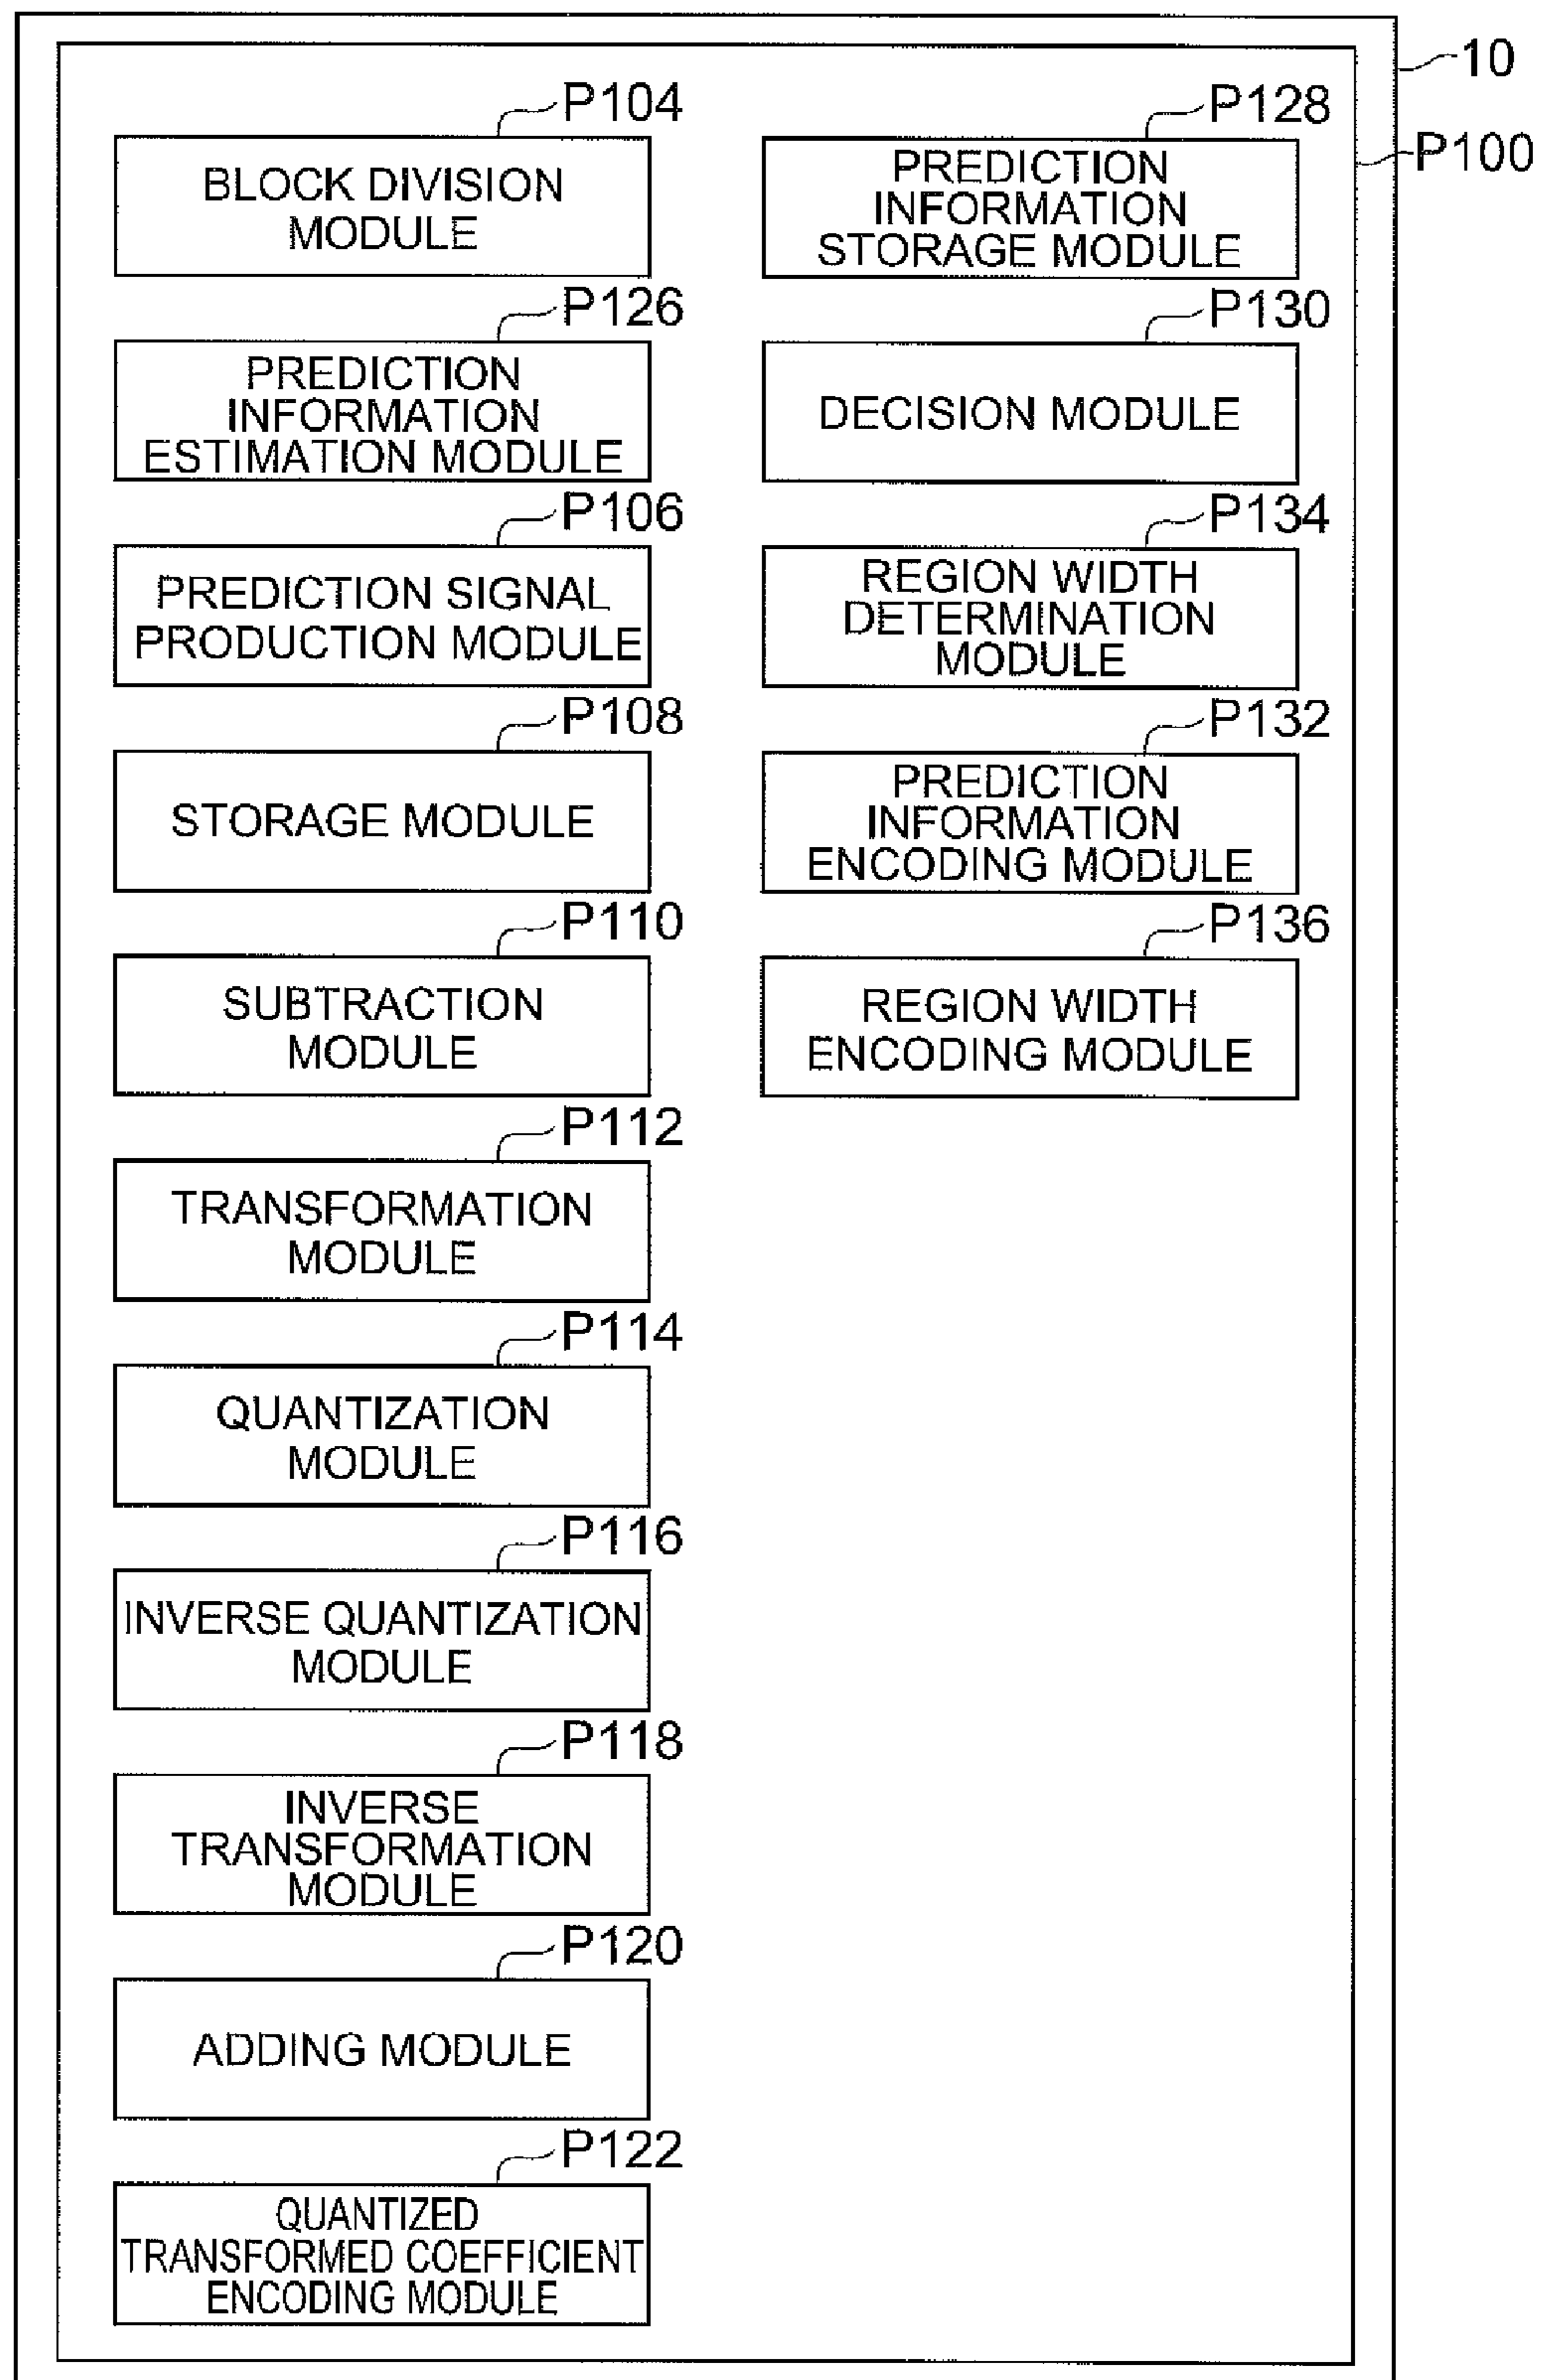 10
P100
P104
BLOCK DIVISION
MODULE
P126
PREDICTION
INFORMATION
ESTIMATION MODULE
P106
PREDICTION SIGNAL
PRODUCTION MODULE
P108
STORAGE MODULE
P110
SUBTRACTION
MODULE
P112
TRANSFORMATION
MODULE
P114
QUANTIZATION
MODULE
P116
INVERSE QUANTIZATION
MODULE
P118
INVERSE
TRANSFORMATION
MODULE
P120
ADDING MODULE
P122
QUANTIZED
TRANSFORMED COEFFICIENT
ENCODING MODULE
P128
PREDICTION
INFORMATION
STORAGE MODULE
P130
DECISION MODULE
P134
REGION WIDTH
DETERMINATION
MODULE
P132
PREDICTION
INFORMATION
ENCODING MODULE
P136
REGION WIDTH
ENCODING MODULE